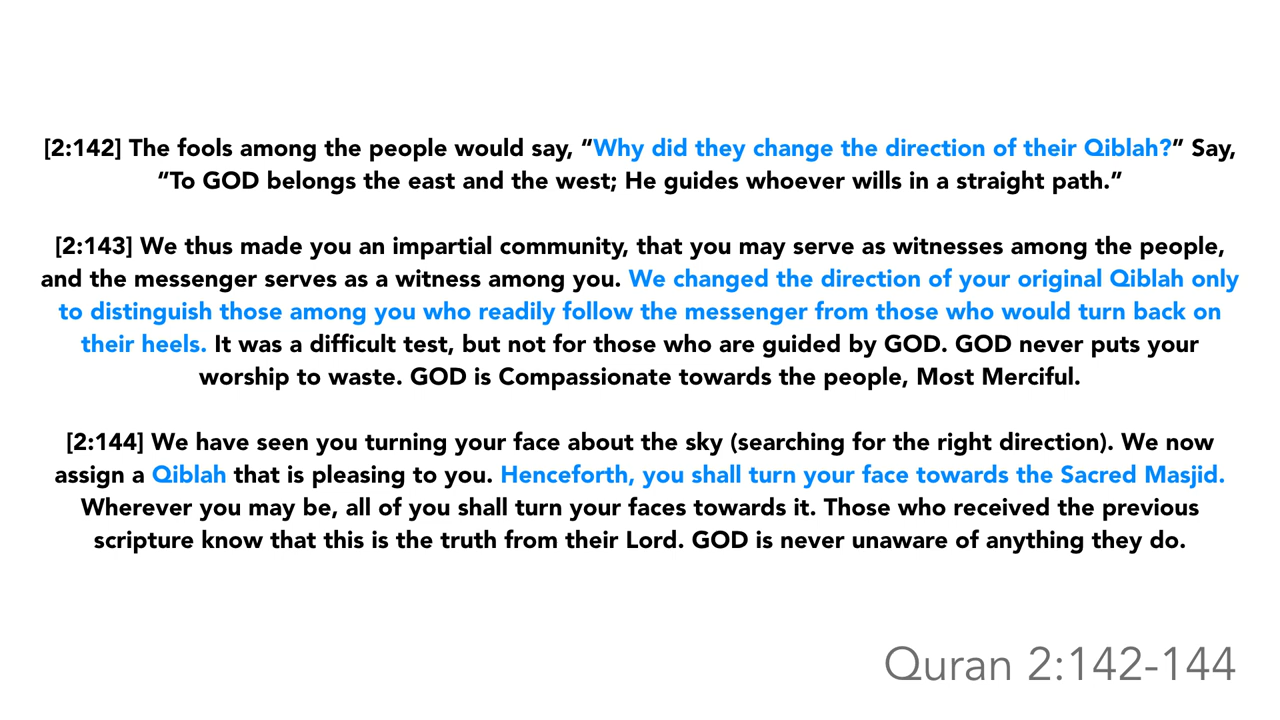 [2:142] The fools among the people would say, “Why did they change the direction of their Qiblah?” Say,
“To GOD belongs the east and the west; He guides whoever wills in a straight path.”
[2:143] We thus made you an impartial community, that you may serve as witnesses among the people,
and the messenger serves as a witness among you. We changed the direction of your original Qiblah only
to distinguish those among you who readily follow the messenger from those who would turn back on
their heels. It was a difficult test, but not for those who are guided by GOD. GOD never puts your
worship to waste. GOD is Compassionate towards the people, Most Merciful.
[2:144] We have seen you turning your face about the sky (searching for the right direction). We now
assign a Qiblah that is pleasing to you. Henceforth, you shall turn your face towards the Sacred Masjid.
Wherever you may be, all of you shall turn your faces towards it. Those who received the previous
scripture know that this is the truth from their Lord. GOD is never unaware of anything they do.
Quran 2:142-144